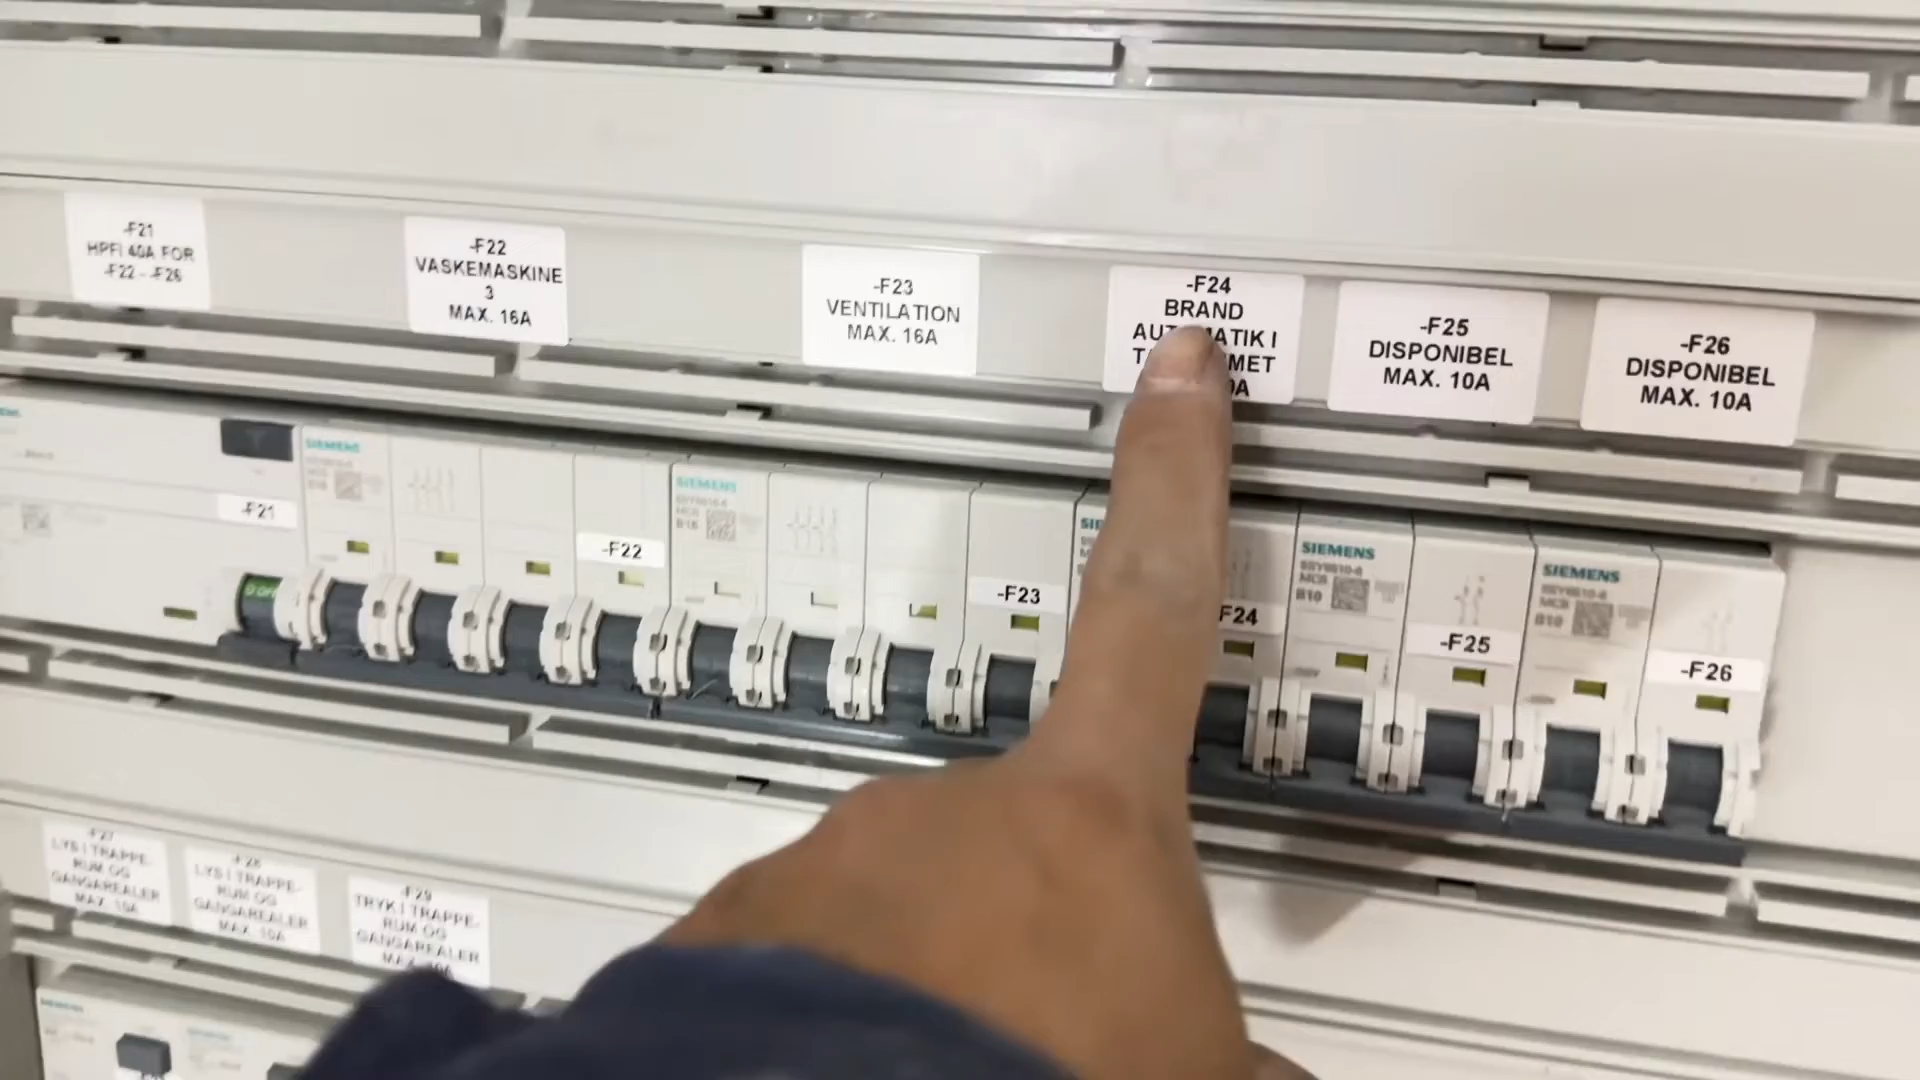 -F21
HPFI 40A FOR
-F22 - -F26
-F22
VASKEMASKINE
3
MAX. 16A
-F23
VENTILATION
MAX. 16A
-F24
BRAND
I
-F25
DISPONIBEL
MAX. 10A
-F26
DISPONIBEL
MAX. 10A
SIEMENS
-F21
-F22
SIEMENS
B16
-F23
F24
SIEMENS
MCB
B10
-F25
SIEMENS
MCB
B10
-F26
-F27
LYS I TRAPPE-
RUM OG
GANGAREALER
MAX. 10A
-F28
LYS I TRAPPE-
RUM OG
GANGAREALER
MAX. 10A
-F29
TRYK I TRAPPE-
RUM OG
GANGAREALER